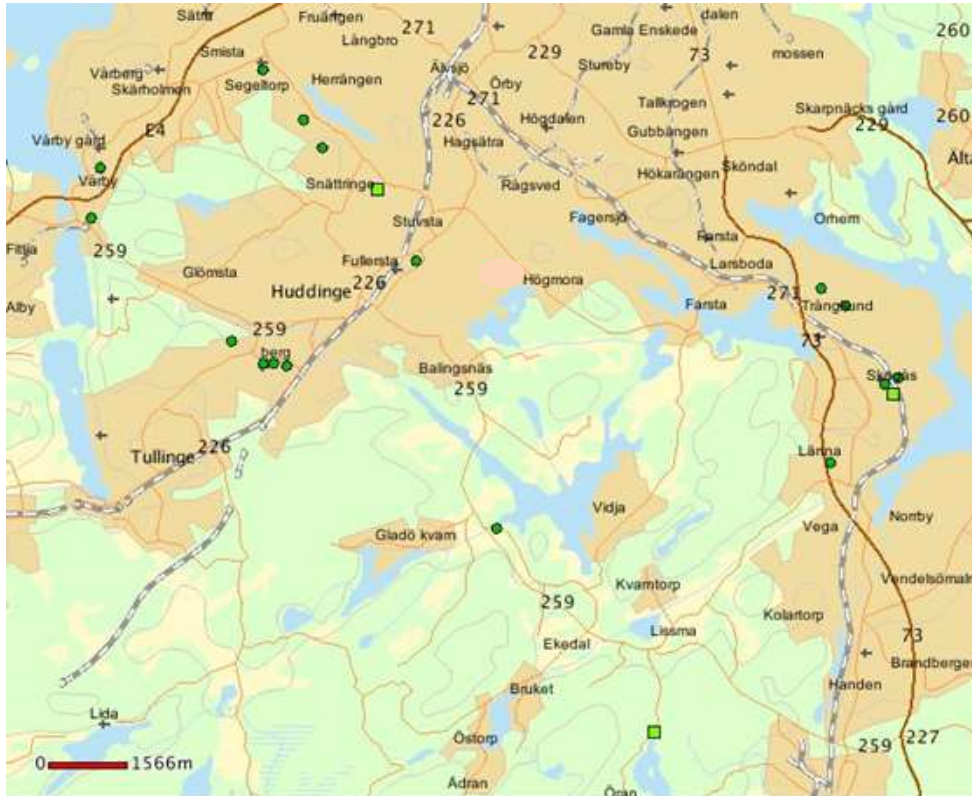 Sätra
Fruängen
271
dalen
Gamla Enskede
260
Smista
Långbro
229
73
mossen
Vårberg
Skärholmen
Segeltorp
Herrängen
Älvsjö
Örby
Stureby
271
Tallkrogen
Skarpnäcks gård
226
Högdalen
229
260
E4
Gubbängen
Vårby gård
Hagsätra
Sköndal
Älta
Värby
Snättringe
Rågsved
Hökarängen
Stuvsta
Fagersjö
Orhem
Fittja
259
Farsta
Glömsta
Fullersta
Larsboda
Högmora
Huddinge
226
271
Alby
Farsta
Trångsund
259
73
berg
Balingsnäs
Skogås
259
Tullinge
226
Länna
Vidja
Norrby
Gladö kvarn
Vega
Vendelsömalm
Kvarntorp
259
Kolartorp
Lissma
73
Ekedal
Brandbergen
Bruket
Handen
Lida
Östorp
259
227
0
1566m
Ådran
Öran